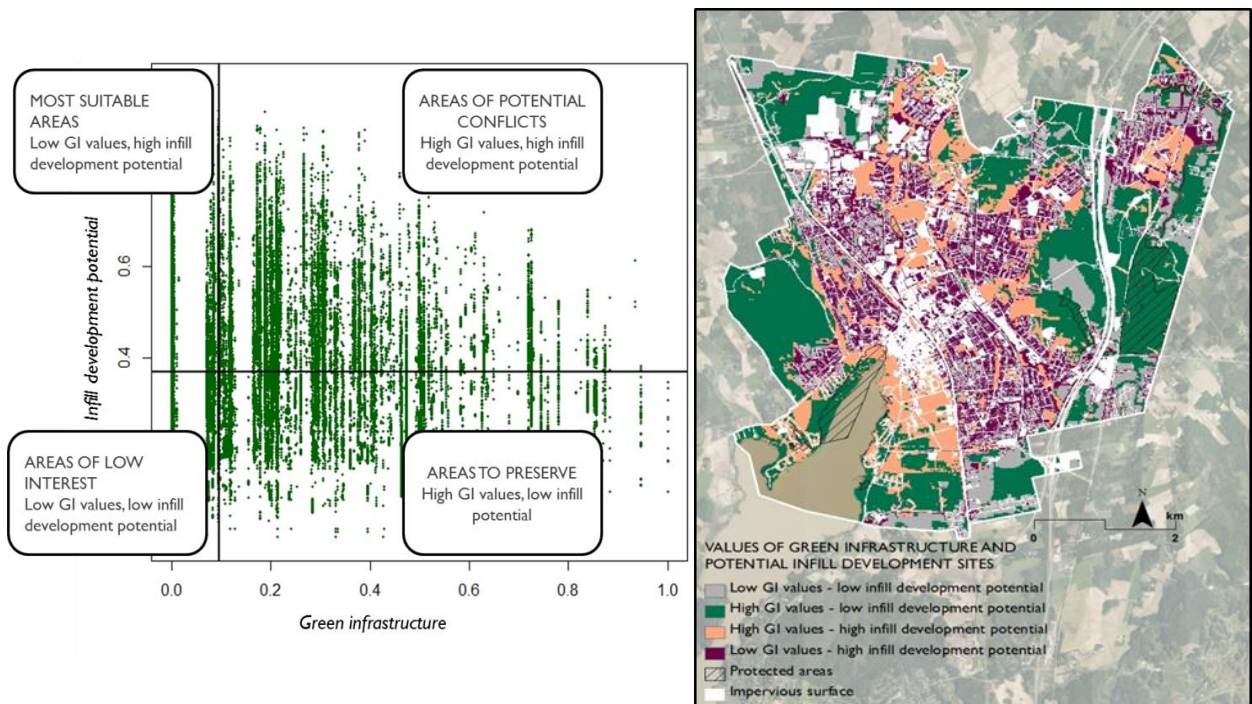 MOST SUITABLE
AREAS
Low GI values, high infill
development potential
AREAS OF POTENTIAL
CONFLICTS
High GI values, high infill
development potential
Infill development potential
0.6
0.4
AREAS OF LOW
INTEREST
Low GI values, low infill
development potential
AREAS TO PRESERVE
High GI values, low infill
potential
0.0
0.2
0.4
0.6
0.8
1.0
Green infrastructure
N
km
0
2
VALUES OF GREEN INFRASTRUCTURE AND
POTENTIAL INFILL DEVELOPMENT SITES
Low GI values - low infill development potential
High GI values - low infill development potential
High GI values - high infill development potential
Low GI values - high infill development potential
Protected areas
Impervious surface